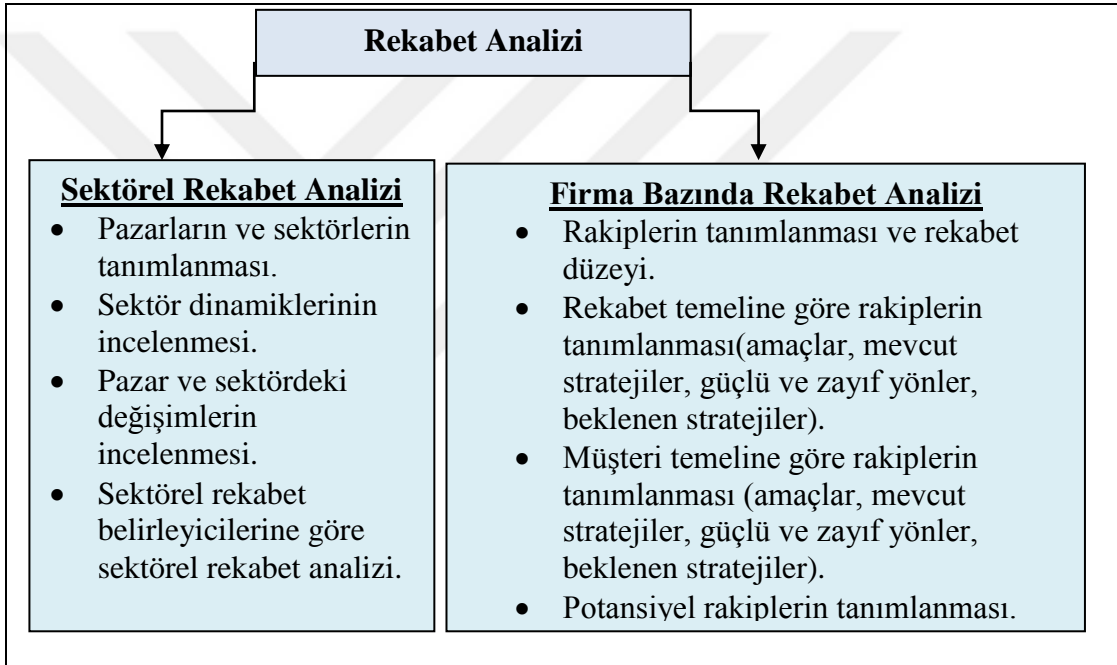 Rekabet Analizi
Sektörel Rekabet Analizi
• Pazarların ve sektörlerin
tanımlanması.
• Sektör dinamiklerinin
incelenmesi.
• Pazar ve sektördeki
değişimlerin
incelenmesi.
• Sektörel rekabet
belirleyicilerine göre
sektörel rekabet analizi.
Firma Bazında Rekabet Analizi
• Rakiplerin tanımlanması ve rekabet
düzeyi.
• Rekabet temeline göre rakiplerin
tanımlanması(amaçlar, mevcut
stratejiler, güçlü ve zayıf yönler,
beklenen stratejiler).
• Müşteri temeline göre rakiplerin
tanımlanması (amaçlar, mevcut
stratejiler, güçlü ve zayıf yönler,
beklenen stratejiler).
• Potansiyel rakiplerin tanımlanması.